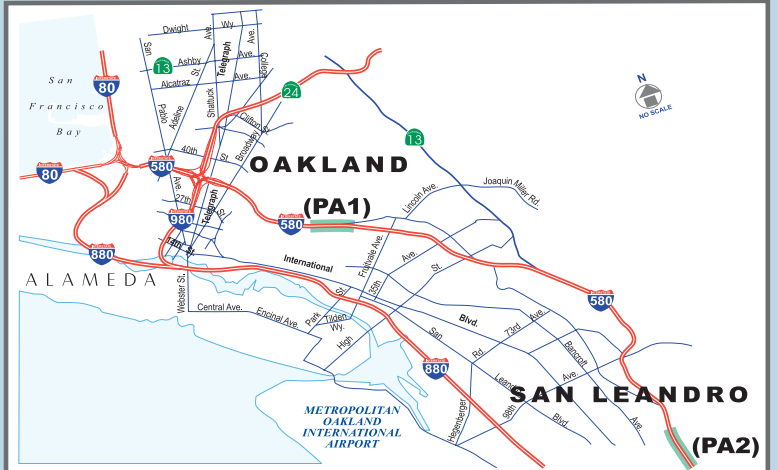 Dwight
Wy
San
Ave.
Ave.
Telegraph
13
Ashby
Ave.
St
College
Alcatraz
Ave.
80
San
Francisco
Bay
24
Pablo
Adeline
Shattuck
Clifton St.
Broadway
13
N
NO SCALE
40th
St
580
80
OAKLAND
Ave.
27th
St.
980
Telegraph
(PA1)
580
Lincoln Ave.
Joaquin Miller Rd.
14th St.
880
International
Fruitvale Ave.
Ave.
35th
St.
ALAMEDA
Webster St.
Central Ave.
Encinal Ave.
Park
St.
Tilden
Wy.
High
580
Blvd.
San
73rd
Ave.
Rd
880
Bancroft
Leandro
Ave.
SAN LEANDRO
98th
Hegenberger
Blvd.
Ave.
METROPOLITAN
OAKLAND
INTERNATIONAL
AIRPORT
(PA2)